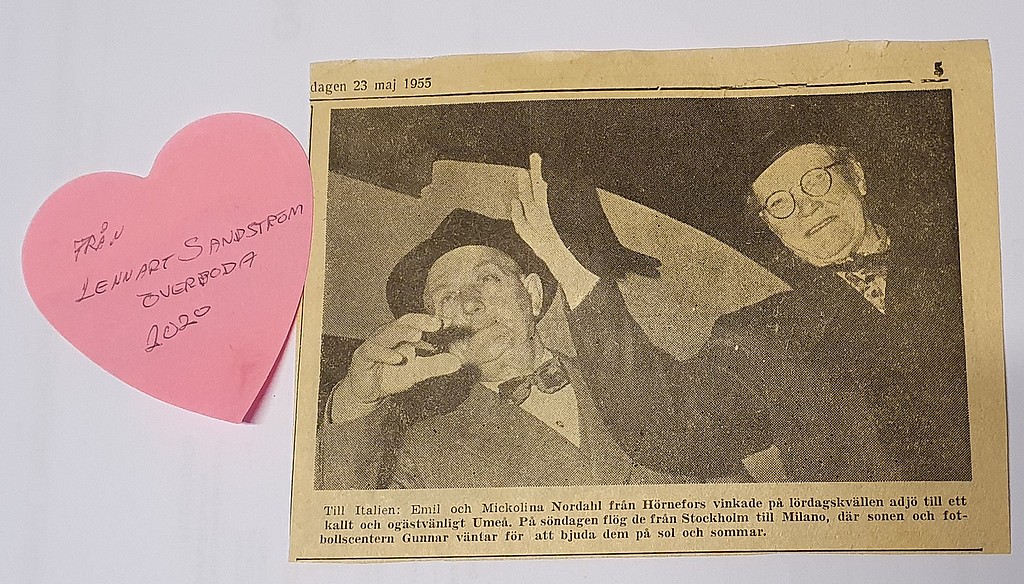 FRÅN
LENNART SANDSTRÖM
ÖVERBODA
2020
dagen 23 maj 1955
5
Till Italien: Emil och Mickolina Nordahl från Hörnefors vinkade på lördagskvällen adjö till ett
kallt och ogästvänligt Umeå. På söndagen flög de från Stockholm till Milano, där sonen och fot-
bollscentern Gunnar väntar för att bjuda dem på sol och sommar.